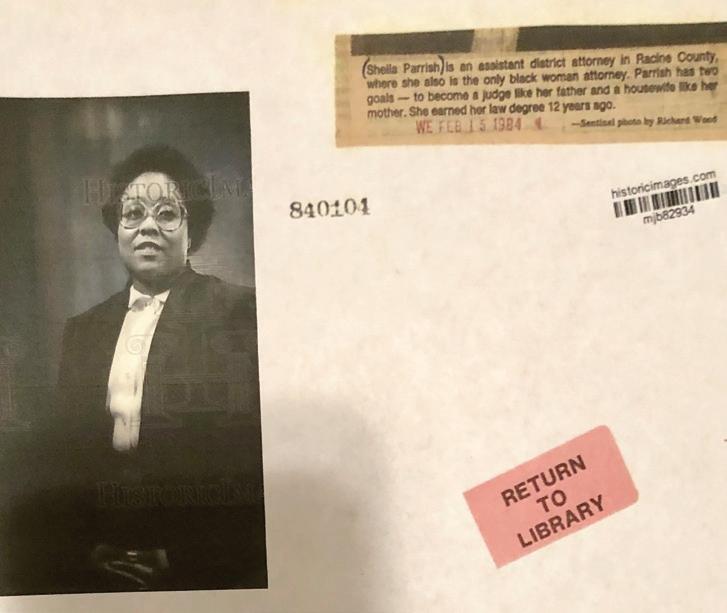 (Sheila Parrish) is an assistant district attorney in Racine County,
where she also is the only black woman attorney. Parrish has two
goals — to become a judge like her father and a housewife like her
mother. She earned her law degree 12 years ago.
WE FEB 15 1984
—Sentinel photo by Richard Wood
HISTORICIM
840104
historicimages.com
mjb82934
HISTORICIM
RETURN
TO
LIBRARY